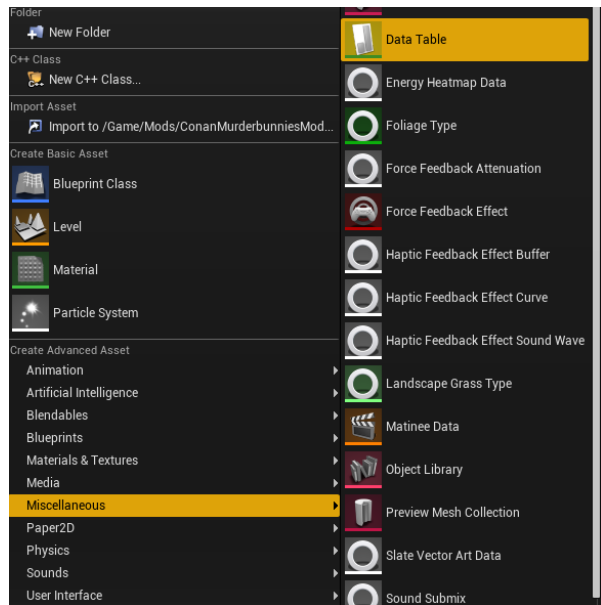 Folder
New Folder
C++ Class
New C++ Class...
Import Asset
Import to /Game/Mods/ConanMurderbunniesMod...
Create Basic Asset
Blueprint Class
Level
Material
Particle System
Create Advanced Asset
Animation
Artificial Intelligence
Blendables
Blueprints
Materials & Textures
Media
Miscellaneous
Paper2D
Physics
Sounds
User Interface
Data Table
Energy Heatmap Data
Foliage Type
Force Feedback Attenuation
Force Feedback Effect
Haptic Feedback Effect Buffer
Haptic Feedback Effect Curve
Haptic Feedback Effect Sound Wave
Landscape Grass Type
Matinee Data
Object Library
Preview Mesh Collection
Slate Vector Art Data
Sound Submix